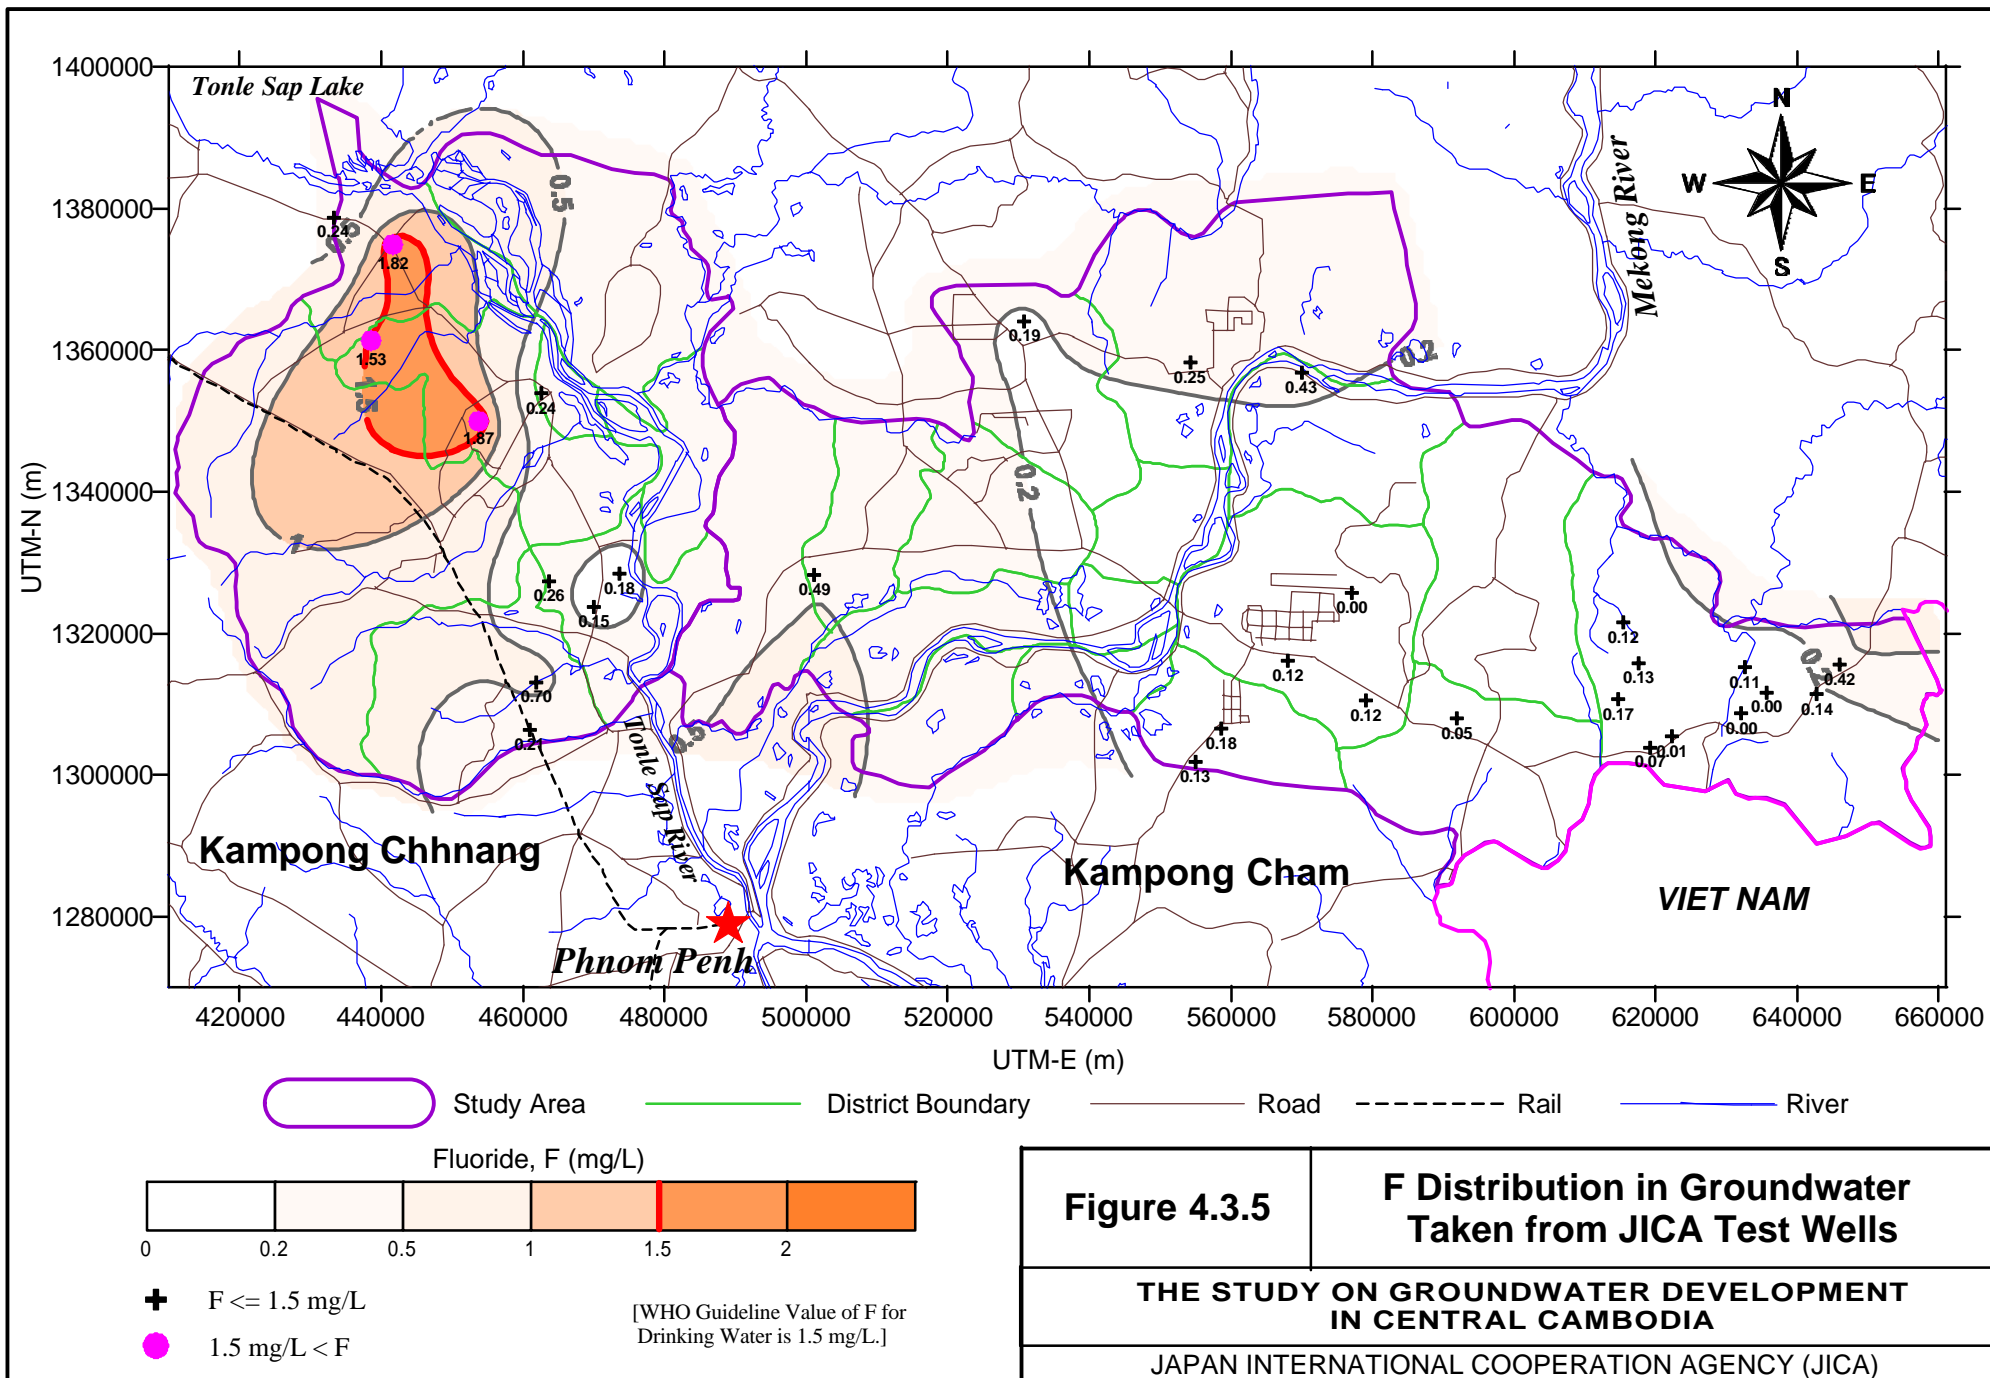 1400000
1380000
1360000
1340000
1320000
1300000
1280000
UTM-N (m)
Tonle Sap Lake
N
W
E
S
Mekong River
0.5
0.24
1.82
1.53
1.5
1.87
0.24
1
0.26
0.18
0.15
0.70
0.21
0.5
0.49
0.19
0.25
0.43
0.2
0.2
0.00
0.12
0.12
0.05
0.18
0.13
0.12
0.13
0.17
0.07
0.01
0.11
0.00
0.00
0.14
0.42
0.2
Tonle Sap River
Kampong Chhnang
Kampong Cham
VIET NAM
Phnom Penh
420000
440000
460000
480000
500000
520000
540000
560000
580000
600000
620000
640000
660000
UTM-E (m)
Study Area
District Boundary
Road
Rail
River
Fluoride, F (mg/L)
0
0.2
0.5
1
1.5
2
F <= 1.5 mg/L
1.5 mg/L < F
[WHO Guideline Value of F for
Drinking Water is 1.5 mg/L.]
Figure 4.3.5
F Distribution in Groundwater
Taken from JICA Test Wells
THE STUDY ON GROUNDWATER DEVELOPMENT
IN CENTRAL CAMBODIA
JAPAN INTERNATIONAL COOPERATION AGENCY (JICA)